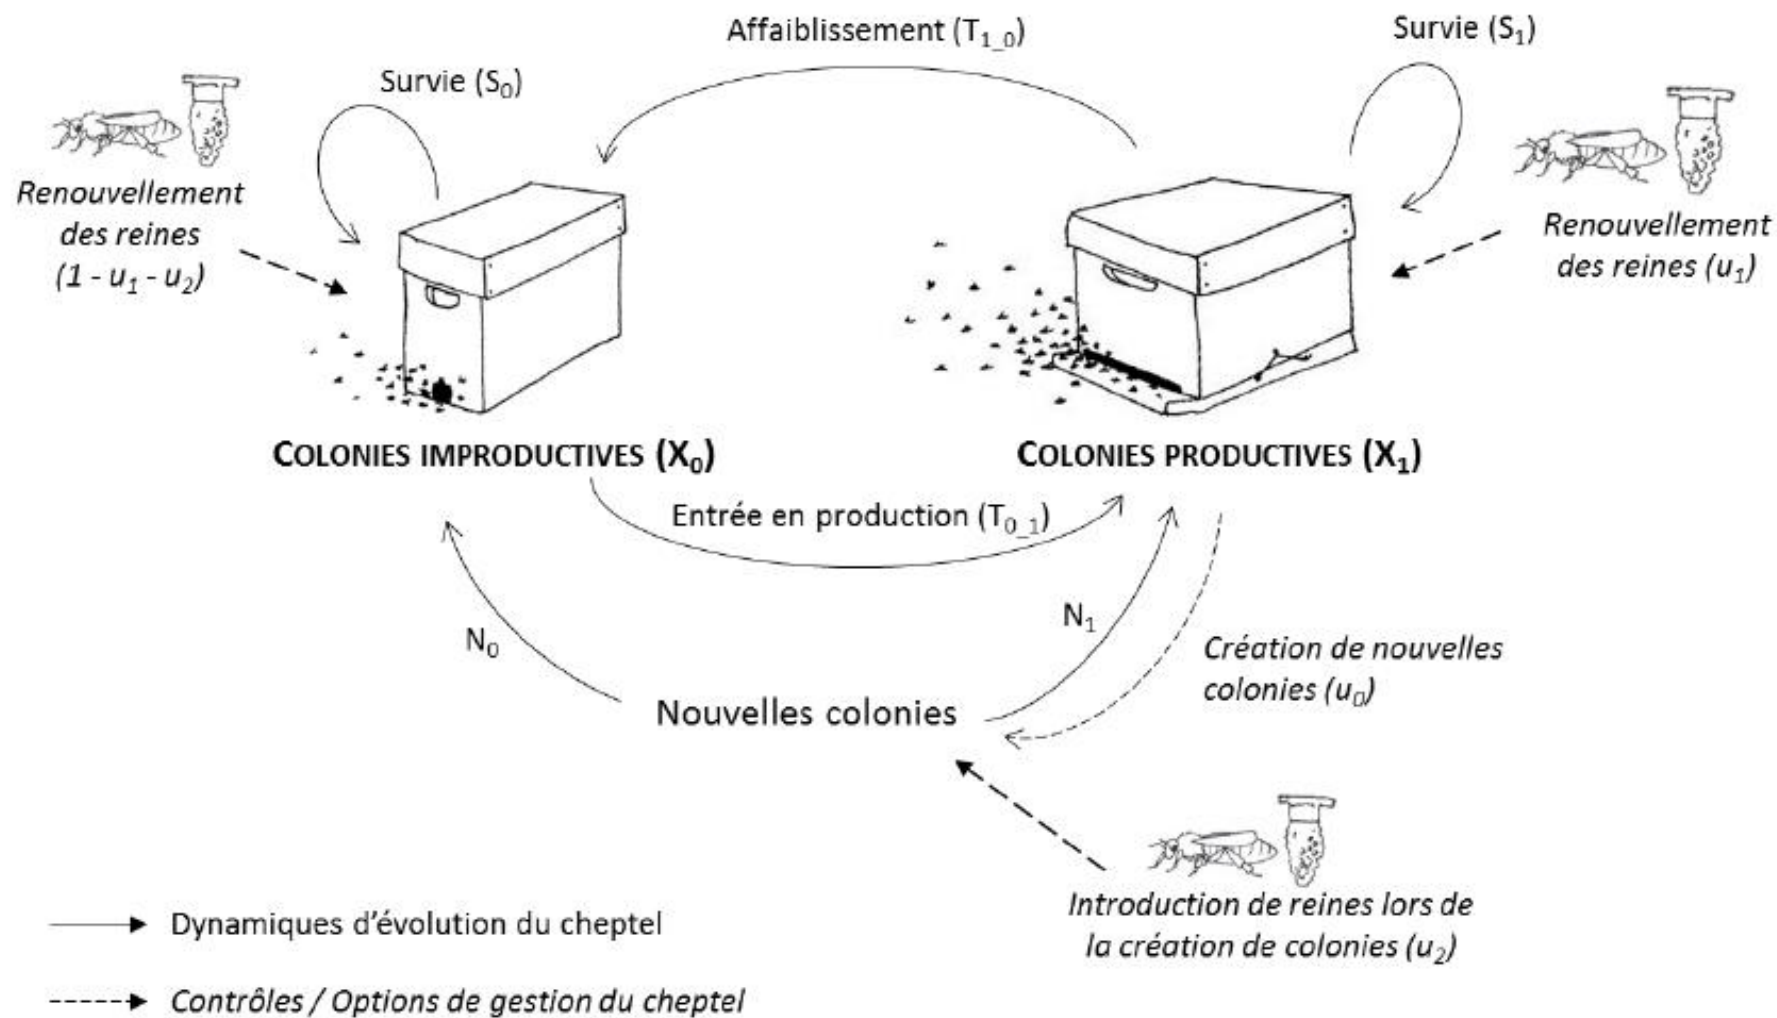 Affaiblissement (T1_0)
Survie (S1)
Survie (S0)
Renouvellement
des reines
(1 - u1 - u2)
Renouvellement
des reines (u1)
COLONIES IMPRODUCTIVES (X0)
COLONIES PRODUCTIVES (X1)
Entrée en production (T0_1)
N0
N1
Création de nouvelles
colonies (u0)
Nouvelles colonies
Introduction de reines lors de
la création de colonies (u2)
Dynamiques d'évolution du cheptel
Contrôles / Options de gestion du cheptel